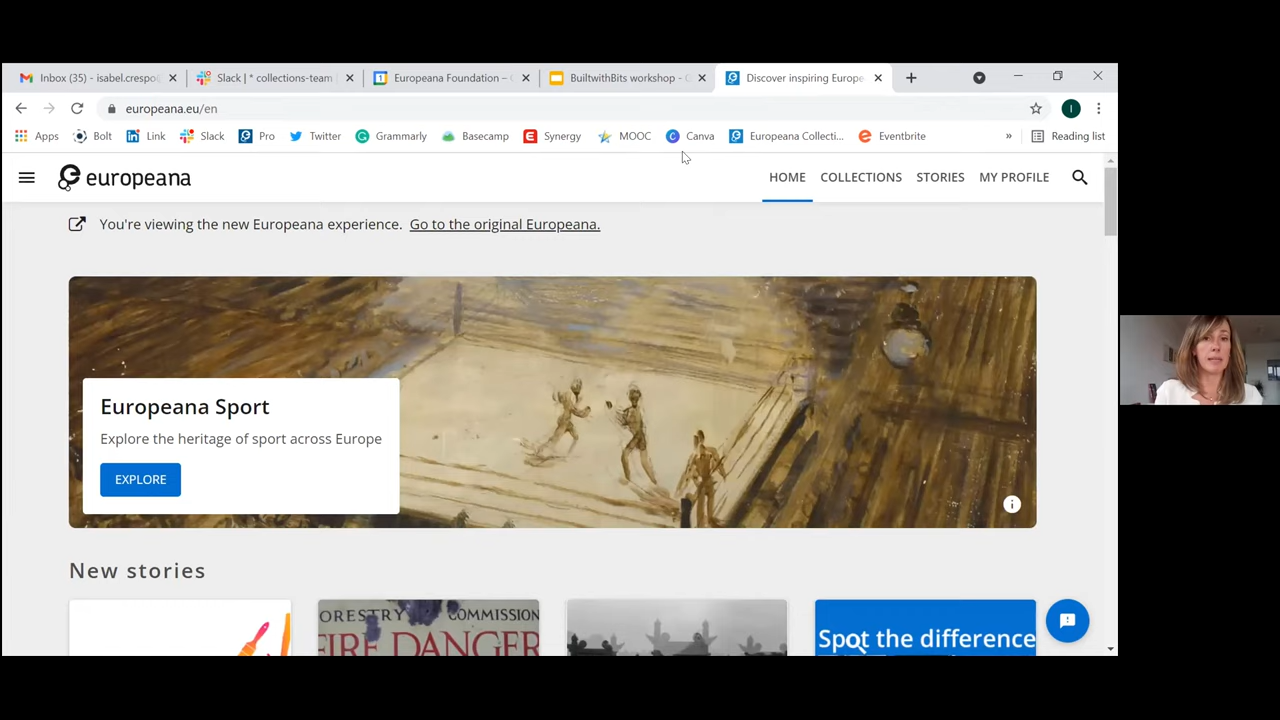 Inbox (35) - isabel.crespo
Slack | * collections-team
Europeana Foundation –
BuiltwithBits workshop -
Discover inspiring Europe
europeana.eu/en
Apps
Bolt
Link
Slack
Pro
Twitter
Grammarly
Basecamp
Synergy
MOOC
Canva
Europeana Collecti...
Eventbrite
»
Reading list
europeana
HOME
COLLECTIONS
STORIES
MY PROFILE
You're viewing the new Europeana experience. Go to the original Europeana.
Europeana Sport
Explore the heritage of sport across Europe
EXPLORE
New stories
FORESTRY COMMISSION
FIRE DANGER
Spot the difference